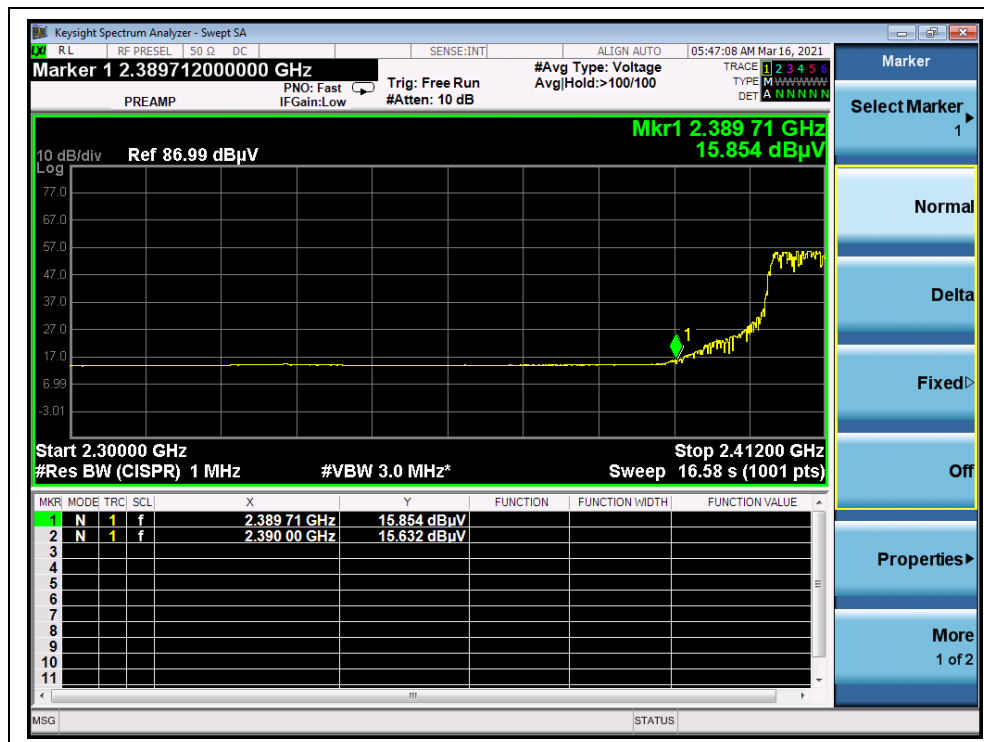 Keysight Spectrum Analyzer - Swept SA
LXI RL RF PRESEL 50 Ω DC SENSE:INT ALIGN AUTO 05:47:08 AM Mar 16, 2021
Marker 1 2.389712000000 GHz
PREAMP
PNO: Fast
IFGain:Low
Trig: Free Run
#Atten: 10 dB
#Avg Type: Voltage
Avg|Hold:>100/100
TRACE 1 2 3 4 5 6
TYPE M W W W W W
DET A N N N N N
Mkr1 2.389 71 GHz
15.854 dBµV
10 dB/div Ref 86.99 dBµV
Log
77.0
67.0
57.0
47.0
37.0
27.0
17.0
6.99
-3.01
1
Start 2.30000 GHz Stop 2.41200 GHz
#Res BW (CISPR) 1 MHz #VBW 3.0 MHz* Sweep 16.58 s (1001 pts)
MKR MODE TRC SCL X Y FUNCTION FUNCTION WIDTH FUNCTION VALUE
1 N 1 f 2.389 71 GHz 15.854 dBµV
2 N 1 f 2.390 00 GHz 15.632 dBµV
3
4
5
6
7
8
9
10
11
MSG STATUS
Marker
Select Marker
1
Normal
Delta
Fixed
Off
Properties
More
1 of 2